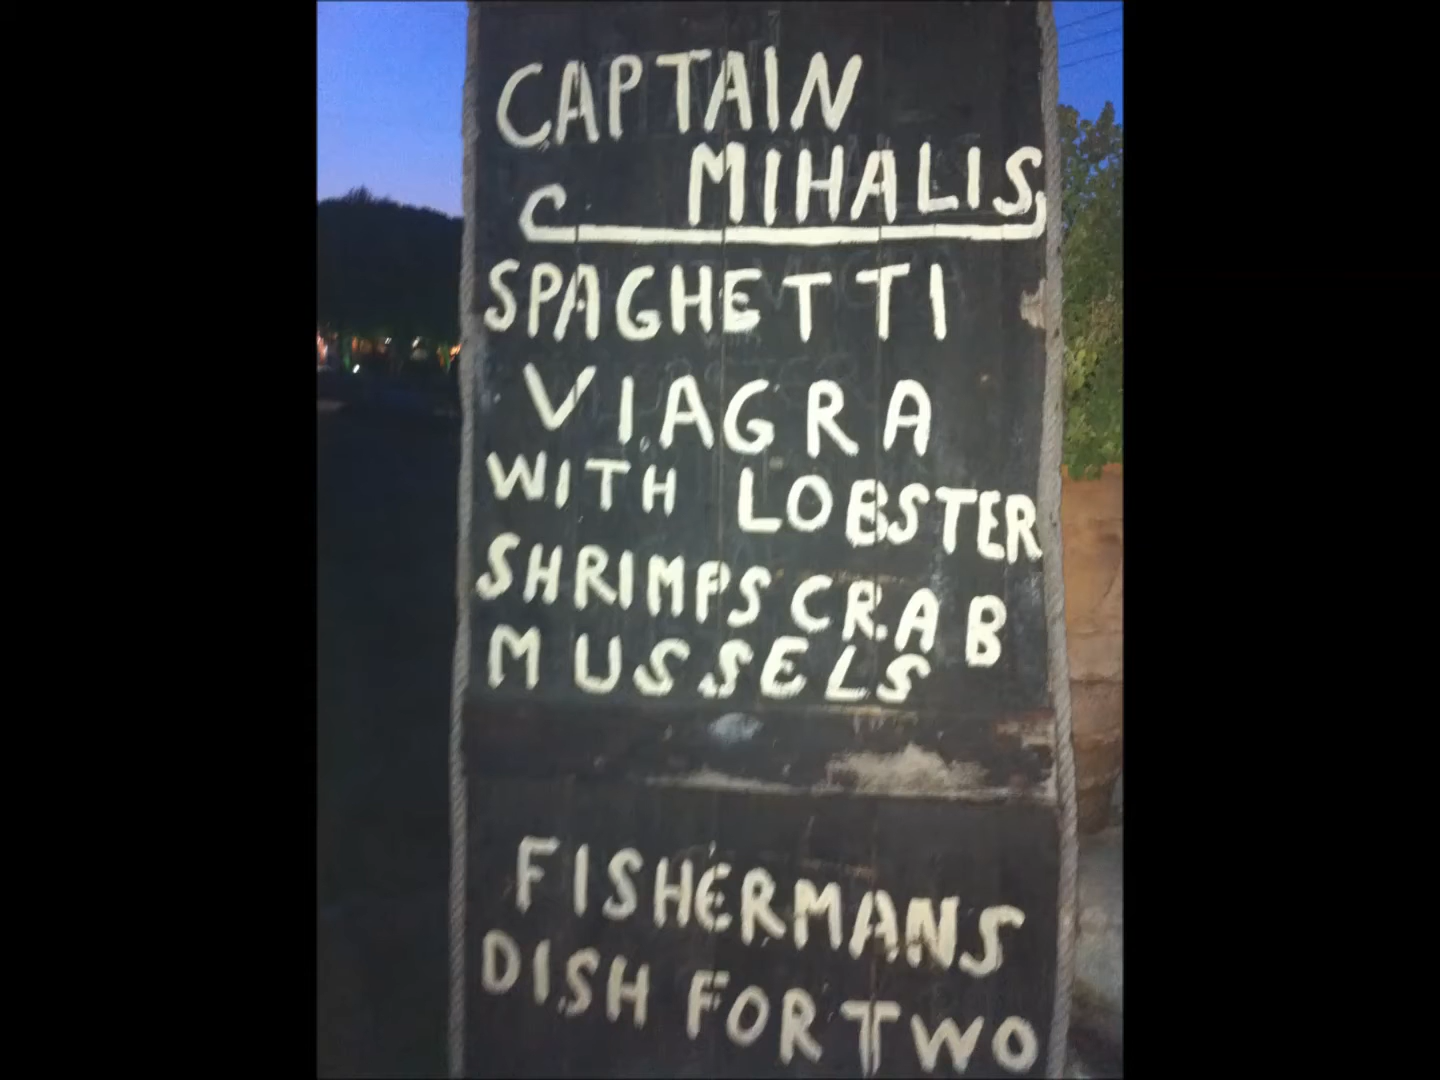 CAPTAIN
MIHALIS
SPAGHETTI
VIAGRA
WITH LOBSTER
SHRIMPS CRAB
MUSSELS
FISHERMANS
DISH FOR TWO